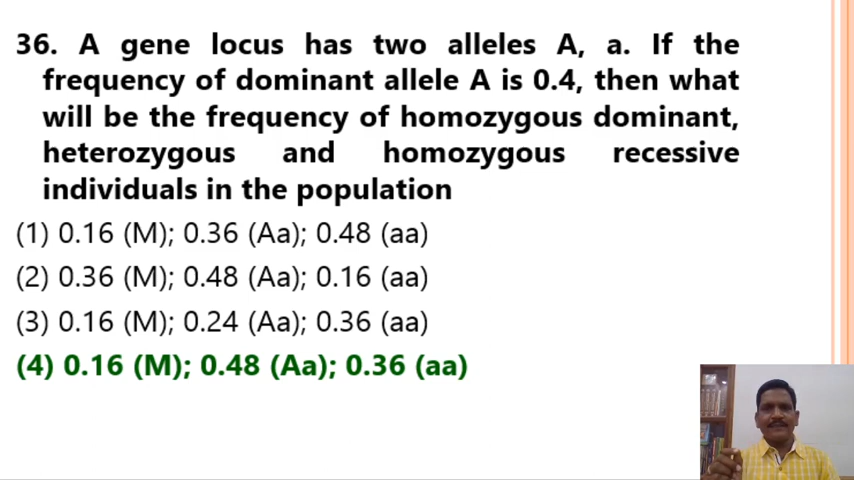 36. A gene locus has two alleles A, a. If the
frequency of dominant allele A is 0.4, then what
will be the frequency of homozygous dominant,
heterozygous and homozygous recessive
individuals in the population
(1) 0.16 (M); 0.36 (Aa); 0.48 (aa)
(2) 0.36 (M); 0.48 (Aa); 0.16 (aa)
(3) 0.16 (M); 0.24 (Aa); 0.36 (aa)
(4) 0.16 (M); 0.48 (Aa); 0.36 (aa)